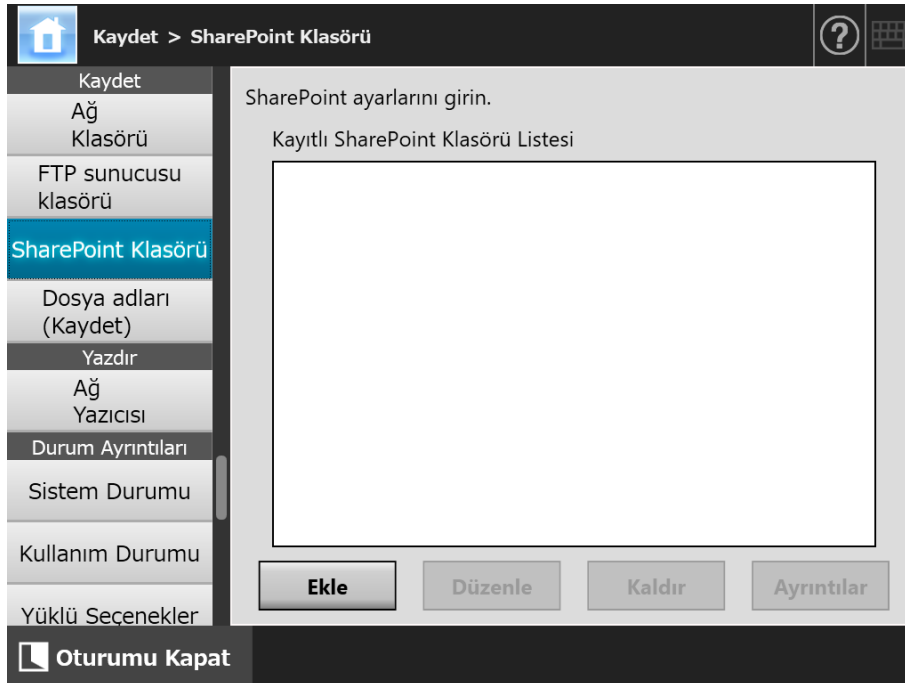 Kaydet > SharePoint Klasörü
?
Kaydet
Ağ
Klasörü
FTP sunucusu
klasörü
SharePoint Klasörü
Dosya adları
(Kaydet)
Yazdır
Ağ
Yazıcısı
Durum Ayrıntıları
Sistem Durumu
Kullanım Durumu
Yüklü Seçenekler
SharePoint ayarlarını girin.
Kayıtlı SharePoint Klasörü Listesi
Ekle
Düzenle
Kaldır
Ayrıntılar
Oturumu Kapat